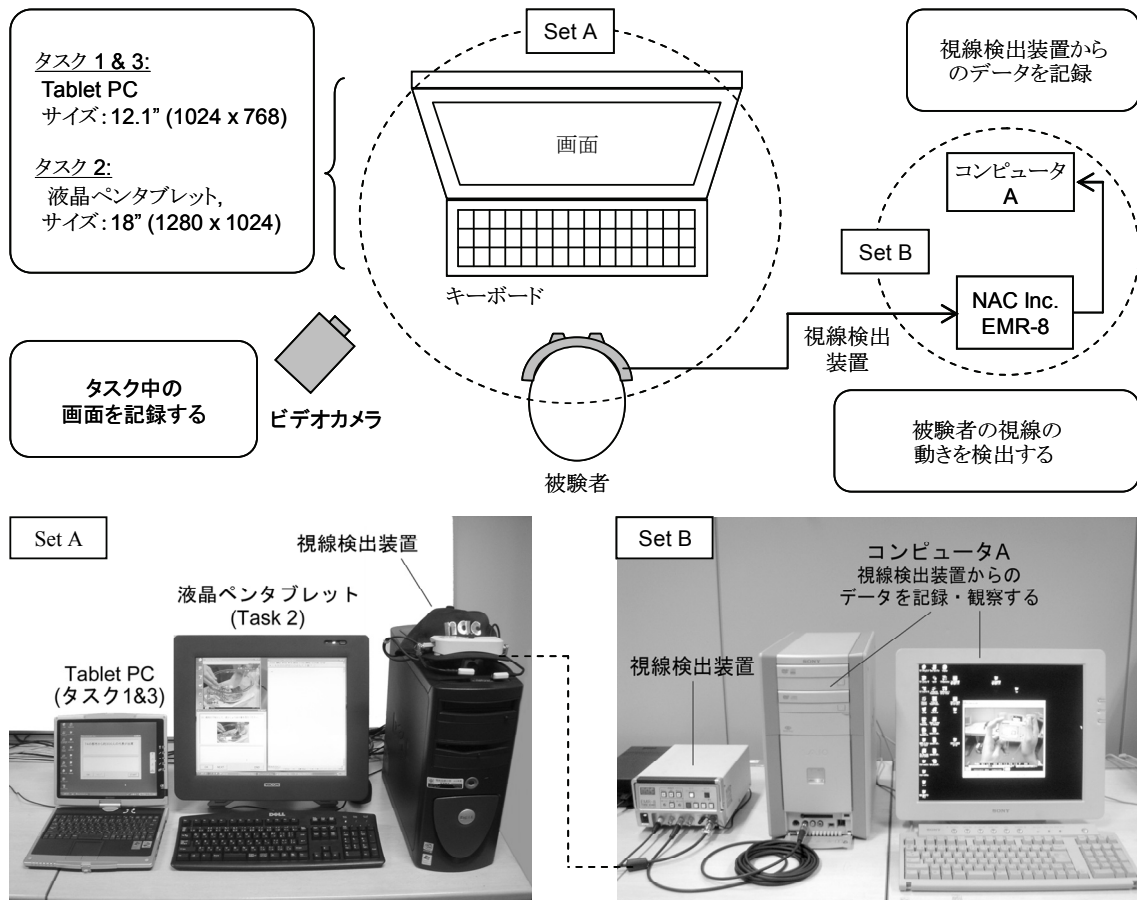 Set A
タスク 1 & 3:
Tablet PC
サイズ：12.1” (1024 x 768)
タスク 2:
液晶ペンタブレット,
サイズ：18” (1280 x 1024)
画面
キーボード
視線検出装置から
のデータを記録
コンピュータ
A
Set B
NAC Inc.
EMR-8
視線検出
装置
タスク中の
画面を記録する
ビデオカメラ
被験者
被験者の視線の
動きを検出する
Set A
視線検出装置
液晶ペンタブレット
(Task 2)
Tablet PC
(タスク1&3)
nac
DELL
Set B
コンピュータA
視線検出装置からの
データを記録・観察する
視線検出装置
SONY
SONY